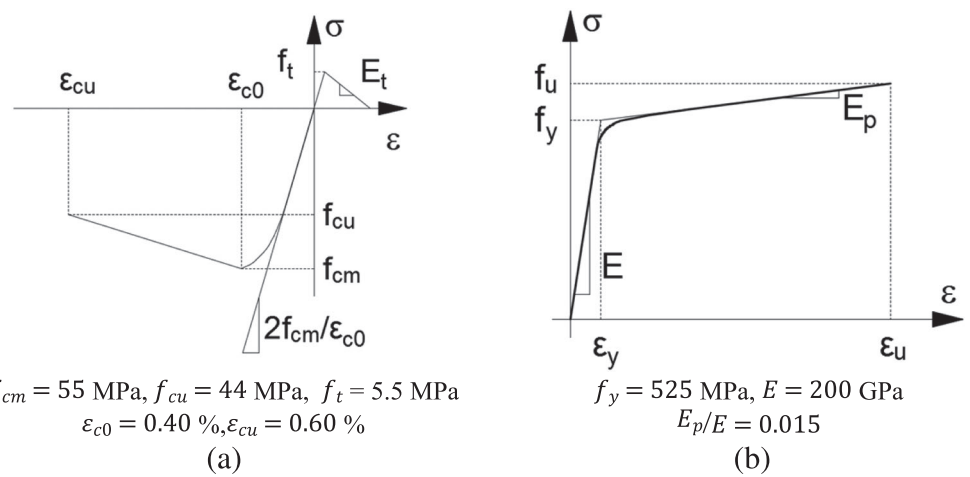 σ
f_t
E_t
ε_cu
ε_c0
ε
f_cu
f_cm
2f_cm/ε_c0
_cm = 55 MPa, f_cu = 44 MPa, f_t = 5.5 MPa
ε_c0 = 0.40 %,ε_cu = 0.60 %
(a)
σ
f_u
f_y
E_p
E
ε
ε_y
ε_u
f_y = 525 MPa, E = 200 GPa
E_p/E = 0.015
(b)